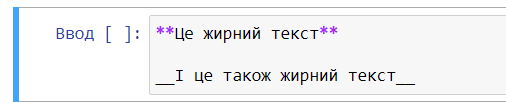 Ввод [ ]: **Це жирний текст**
__І це також жирний текст__